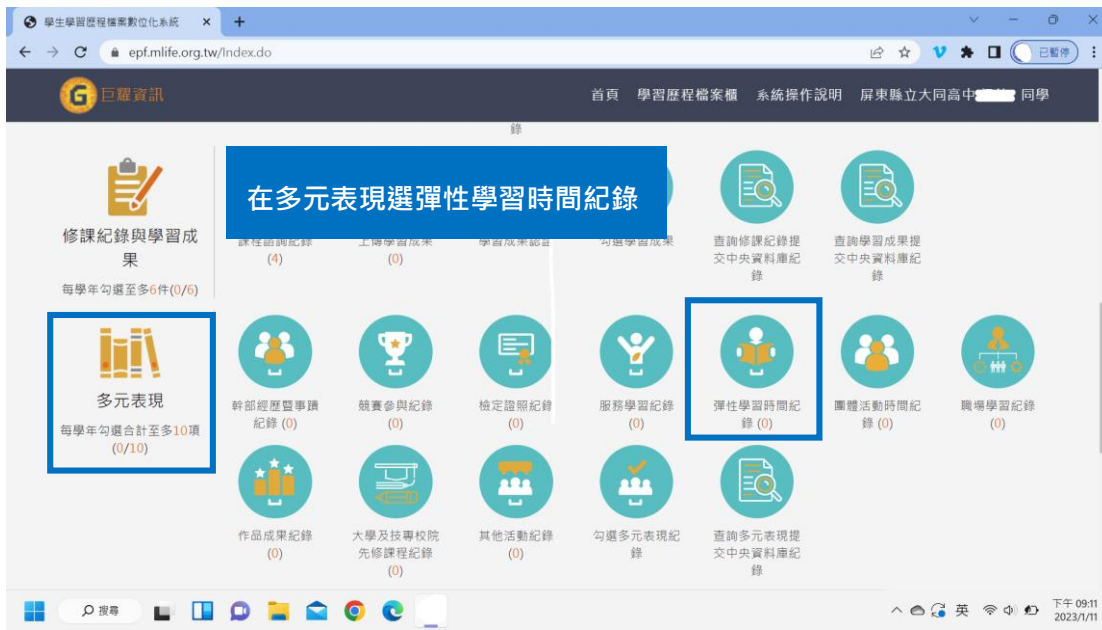 學生學習歷程檔案數位化系統
epf.mlife.org.tw/Index.do
已暫停
G 巨耀資訊
首頁 學習歷程檔案櫃 系統操作說明 屏東縣立大同高中 同學
錄
在多元表現選彈性學習時間紀錄
修課紀錄與學習成
果
每學年勾選至多6件(0/6)
課程諮詢紀錄
(4)
上傳學習成果
(0)
學習成果認證
勾選學習成果
查詢修課紀錄提
交中央資料庫紀
錄
查詢學習成果提
交中央資料庫紀
錄
多元表現
每學年勾選合計至多10項
(0/10)
幹部經歷暨事蹟
紀錄 (0)
競賽參與紀錄
(0)
檢定證照紀錄
(0)
服務學習紀錄
(0)
彈性學習時間紀
錄 (0)
團體活動時間紀
錄 (0)
職場學習紀錄
(0)
作品成果紀錄
(0)
大學及技專校院
先修課程紀錄
(0)
其他活動紀錄
(0)
勾選多元表現紀
錄
查詢多元表現提
交中央資料庫紀
錄
搜尋
英
下午 09:11
2023/1/11